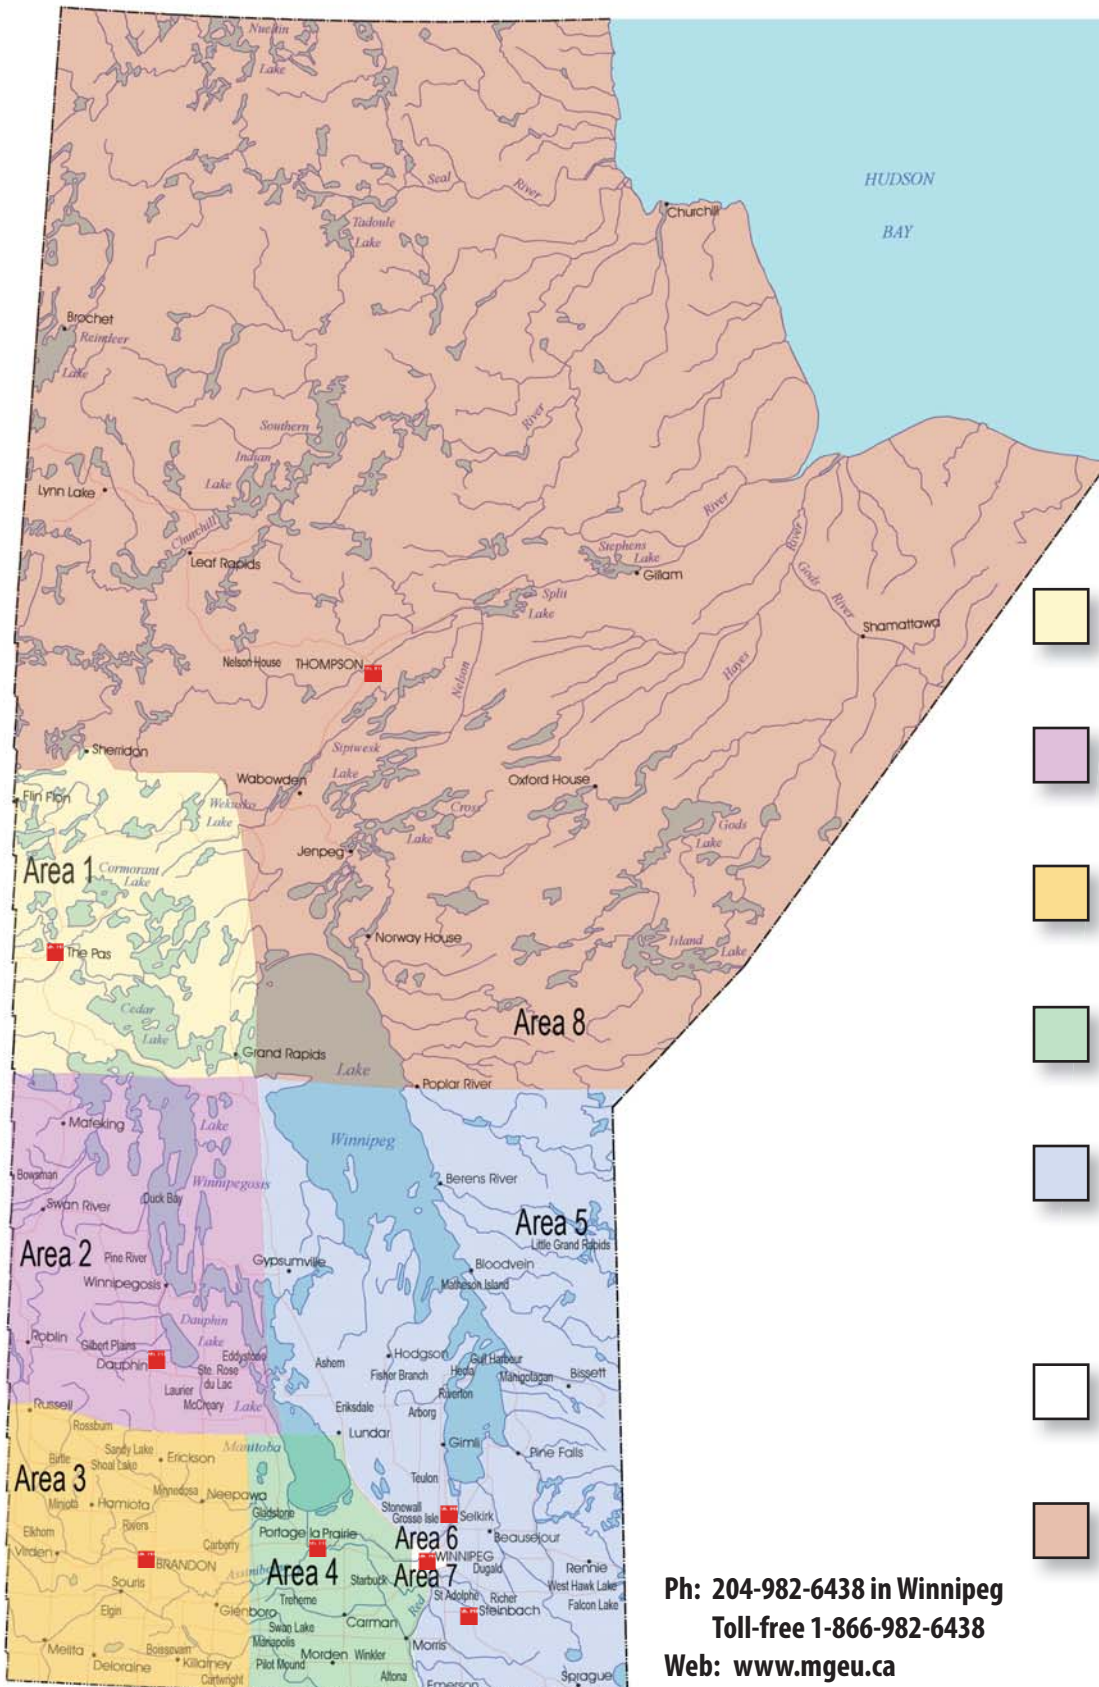 Nueltin
Lake
Seal
River
HUDSON
BAY
Churchill
Tadoule
Lake
Brochet
Reindeer
Lake
River
Southern
Indian
Lake
Lynn Lake
River
Churchill
Leaf Rapids
Stephens
Lake
Gillam
River
Gods
River
Split
Lake
Shamattawa
Nelson House
THOMPSON
Nelson
Hayes
Sherridon
Sipiwesk
Lake
Wabowden
Oxford House
Flin Flon
Wekusko
Lake
Cross
Lake
Gods
Lake
Jenpeg
Area 1
Cormorant
Lake
Norway House
Island
Lake
The Pas
Cedar
Lake
Area 8
Grand Rapids
Lake
Poplar River
Mafeking
Lake
Winnipeg
Bowsman
Winnipegosis
Berens River
Duck Bay
Swan River
Area 5
Little Grand Rapids
Area 2
Pine River
Gypsumville
Bloodvein
Winnipegosis
Matheson Island
Dauphin
Lake
Roblin
Gilbert Plains
Dauphin
Eddystone
Ste. Rose
du Lac
Ashern
Hodgson
Gull Harbour
Fisher Branch
Hecla
Manigotagan
Bissett
Laurier
McCreary
Riverton
Russell
Lake
Eriksdale
Arborg
Rossburn
Lundar
Manitoba
Gimli
Pine Falls
Sandy Lake
Erickson
Birtle
Shoal Lake
Area 3
Teulon
Minnedosa
Neepawa
Miniota
Hamiota
Gladstone
Stonewall
Grosse Isle
Selkirk
Rivers
Elkhorn
Portage la Prairie
Area 6
Beausejour
Virden
Carberry
BRANDON
WINNIPEG
Area 4
Area 7
Dugald
Rennie
Starbuck
West Hawk Lake
Souris
Treherne
St Adolphe
Richer
Falcon Lake
Elgin
Glenboro
Red
Steinbach
Swan Lake
Carman
Manapolis
Morris
Melita
Boissevain
Killarney
Deloraine
Pilot Mound
Morden
Winkler
Cartwright
Altona
Emerson
Sprague
Ph: 204-982-6438 in Winnipeg
Toll-free 1-866-982-6438
Web: www.mgeu.ca